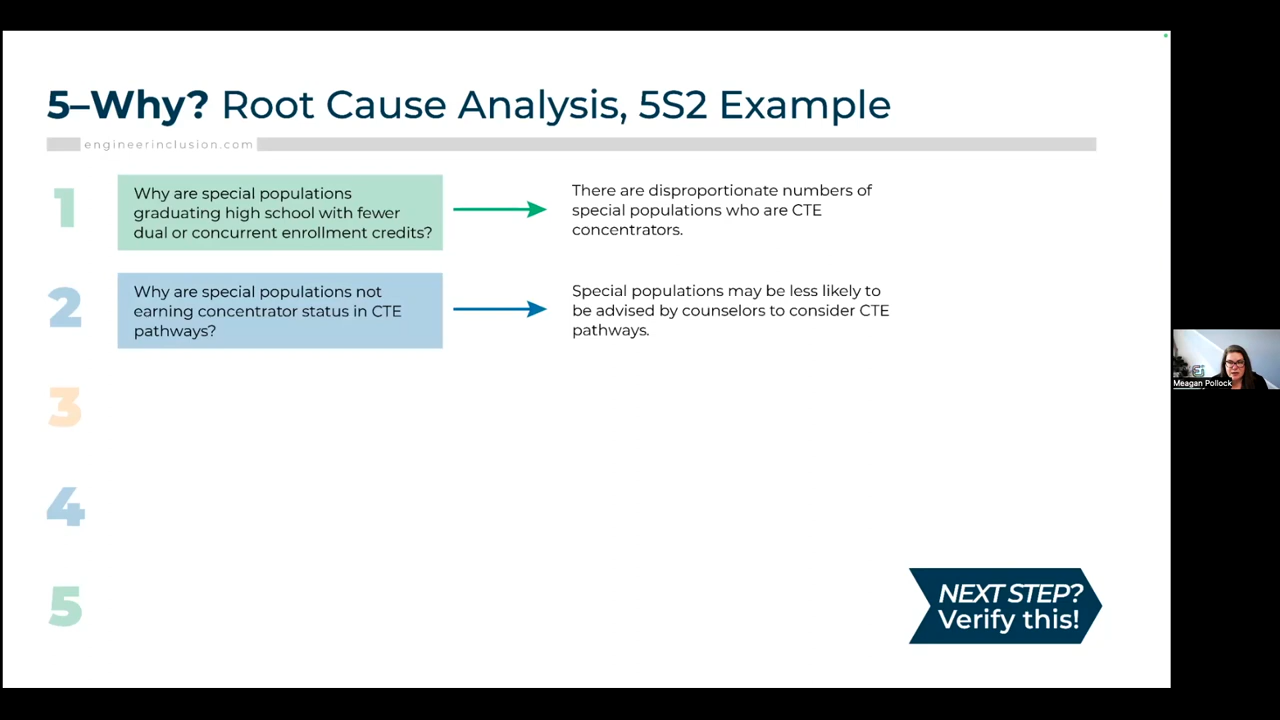 5–Why? Root Cause Analysis, 5S2 Example
engineerinclusion.com
1
Why are special populations
graduating high school with fewer
dual or concurrent enrollment credits?
There are disproportionate numbers of
special populations who are CTE
concentrators.
2
Why are special populations not
earning concentrator status in CTE
pathways?
Special populations may be less likely to
be advised by counselors to consider CTE
pathways.
3
4
5
NEXT STEP?
Verify this!
Meagan Pollock